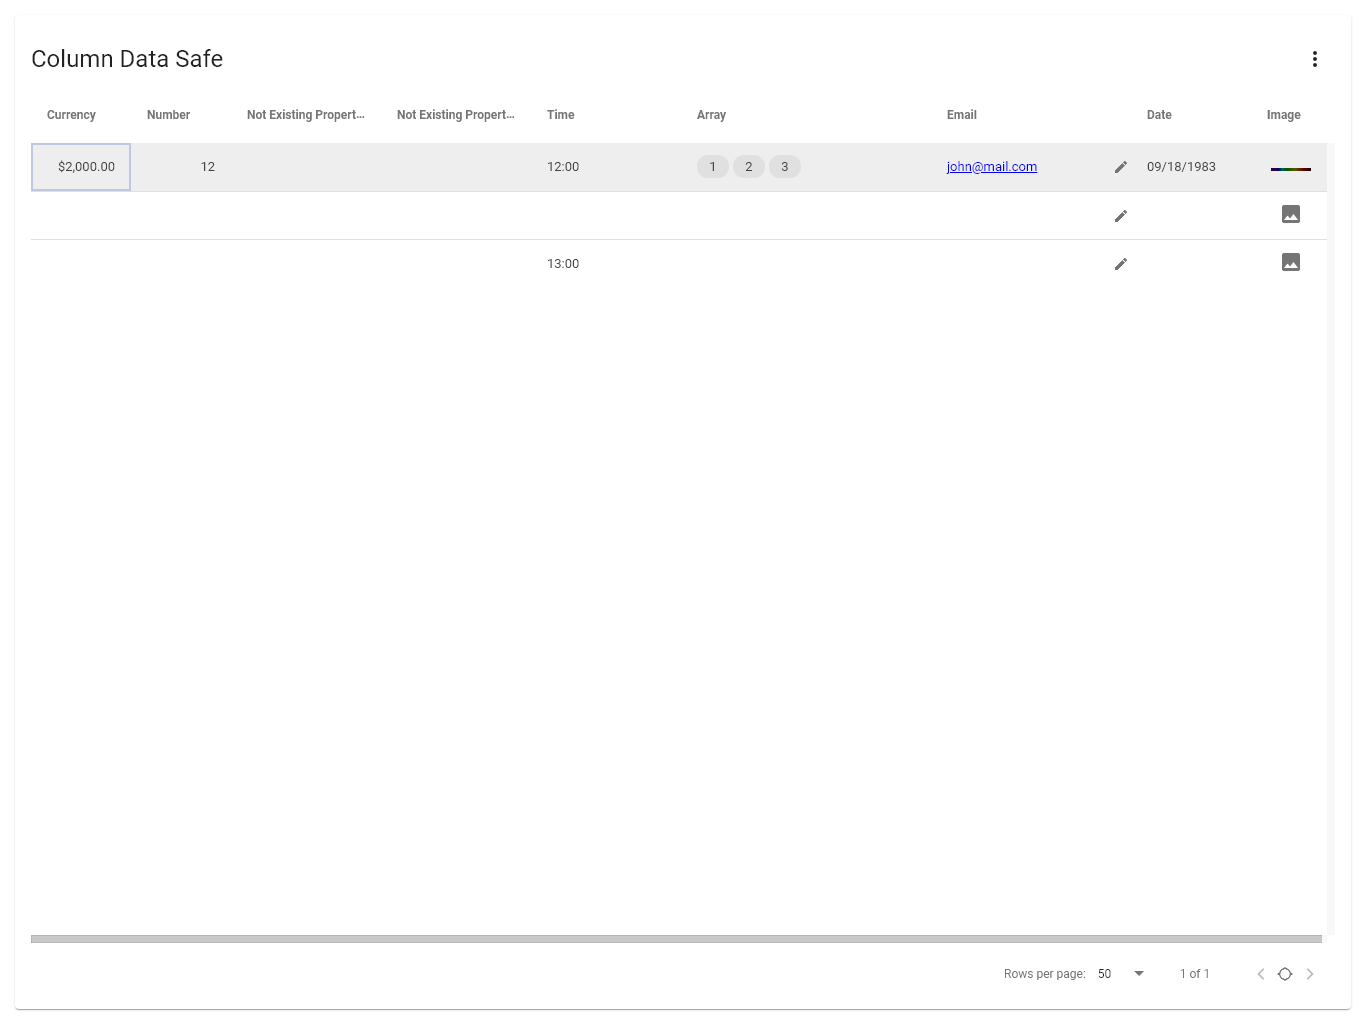 Column Data Safe
Currency Number Not Existing Propert... Not Existing Propert... Time Array Email Date Image
$2,000.00 12 12:00 1 2 3 john@mail.com 09/18/1983
13:00
Rows per page: 50 1 of 1